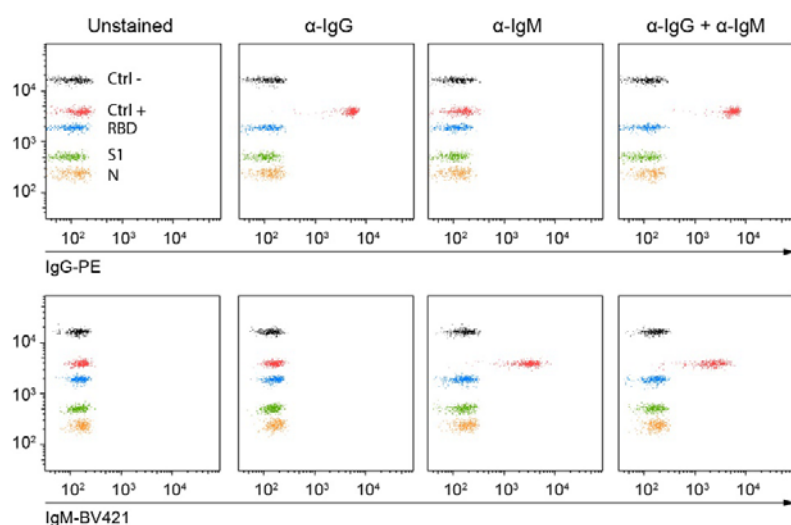 Unstained α-IgG α-IgM α-IgG + α-IgM
Ctrl -
10⁴
Ctrl +
10³ RBD
S1
10² N
10² 10³ 10⁴ 10² 10³ 10⁴ 10² 10³ 10⁴ 10² 10³ 10⁴
IgG-PE
10⁴
10³
10²
10² 10³ 10⁴ 10² 10³ 10⁴ 10² 10³ 10⁴ 10² 10³ 10⁴
IgM-BV421